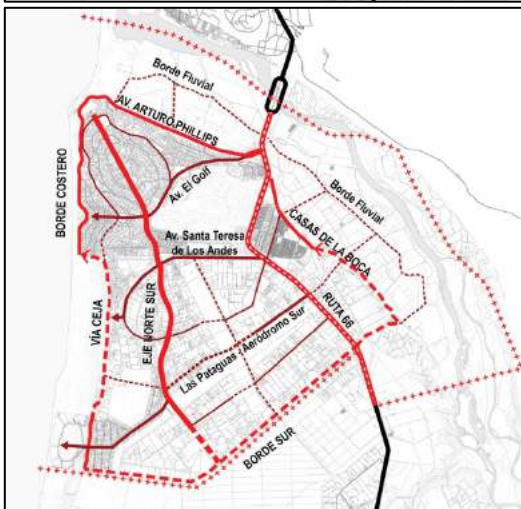 Borde Fluvial
AV. ARTURO PHILLIPS
Av. El Golf
Borde Fluvial
BORDE COSTERO
CASAS DE LA BOCA
Av. Santa Teresa
de Los Andes
VÍA CEJA
EJE NORTE SUR
RUTA 66
Las Pataguas - Aeródromo Sur
BORDE SUR